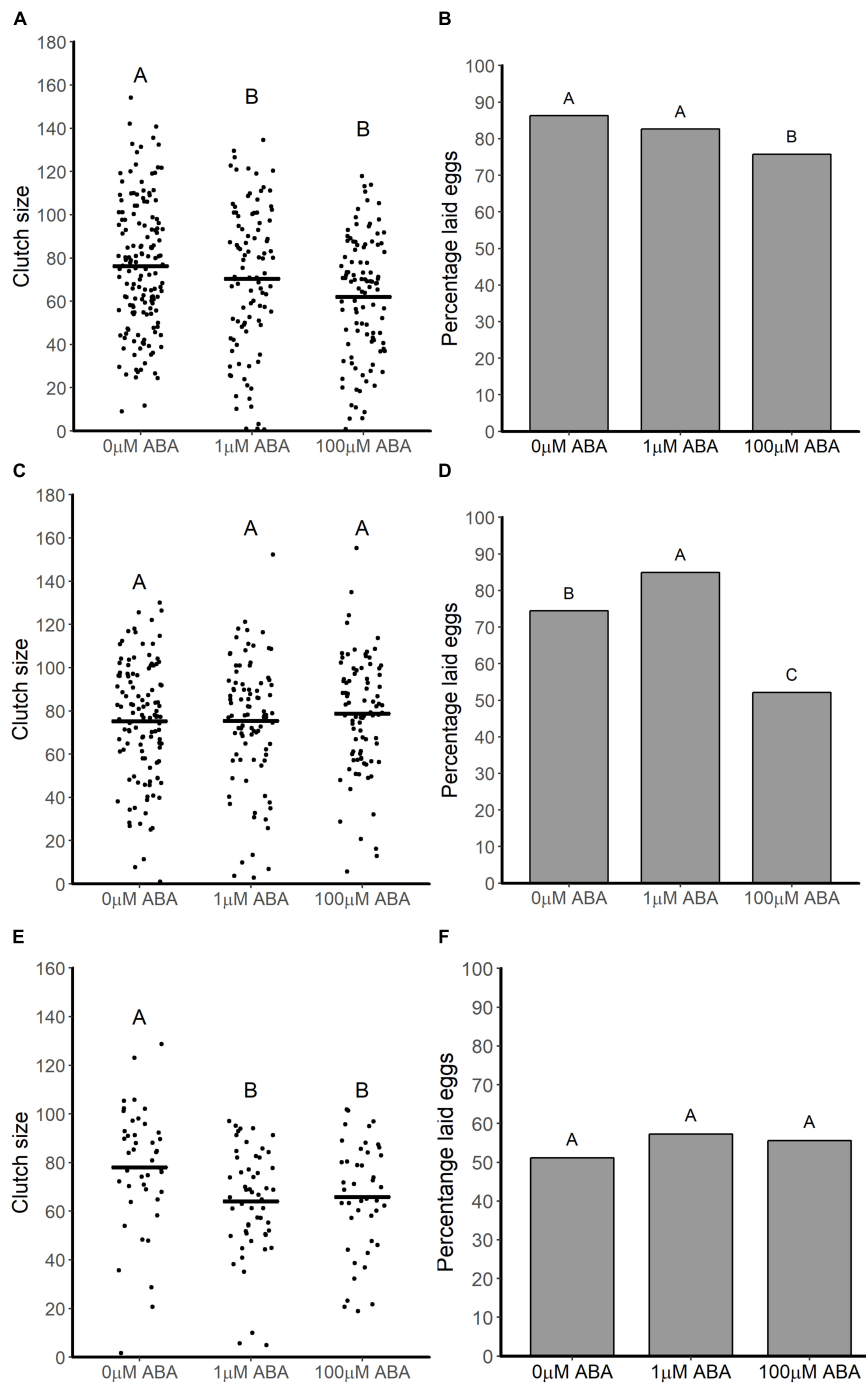 A
Clutch size
180
160
140
120
100
80
60
40
20
0
A
B
B
0μM ABA 1μM ABA 100μM ABA
B
Percentage laid eggs
100
90
80
70
60
50
40
30
20
10
0
A
A
B
0μM ABA 1μM ABA 100μM ABA
C
Clutch size
180
160
140
120
100
80
60
40
20
0
A
A
A
0μM ABA 1μM ABA 100μM ABA
D
Percentage laid eggs
100
90
80
70
60
50
40
30
20
10
0
B
A
C
0μM ABA 1μM ABA 100μM ABA
E
Clutch size
160
140
120
100
80
60
40
20
0
A
B
B
0μM ABA 1μM ABA 100μM ABA
F
Percentange laid eggs
100
90
80
70
60
50
40
30
20
10
0
A
A
A
0μM ABA 1μM ABA 100μM ABA